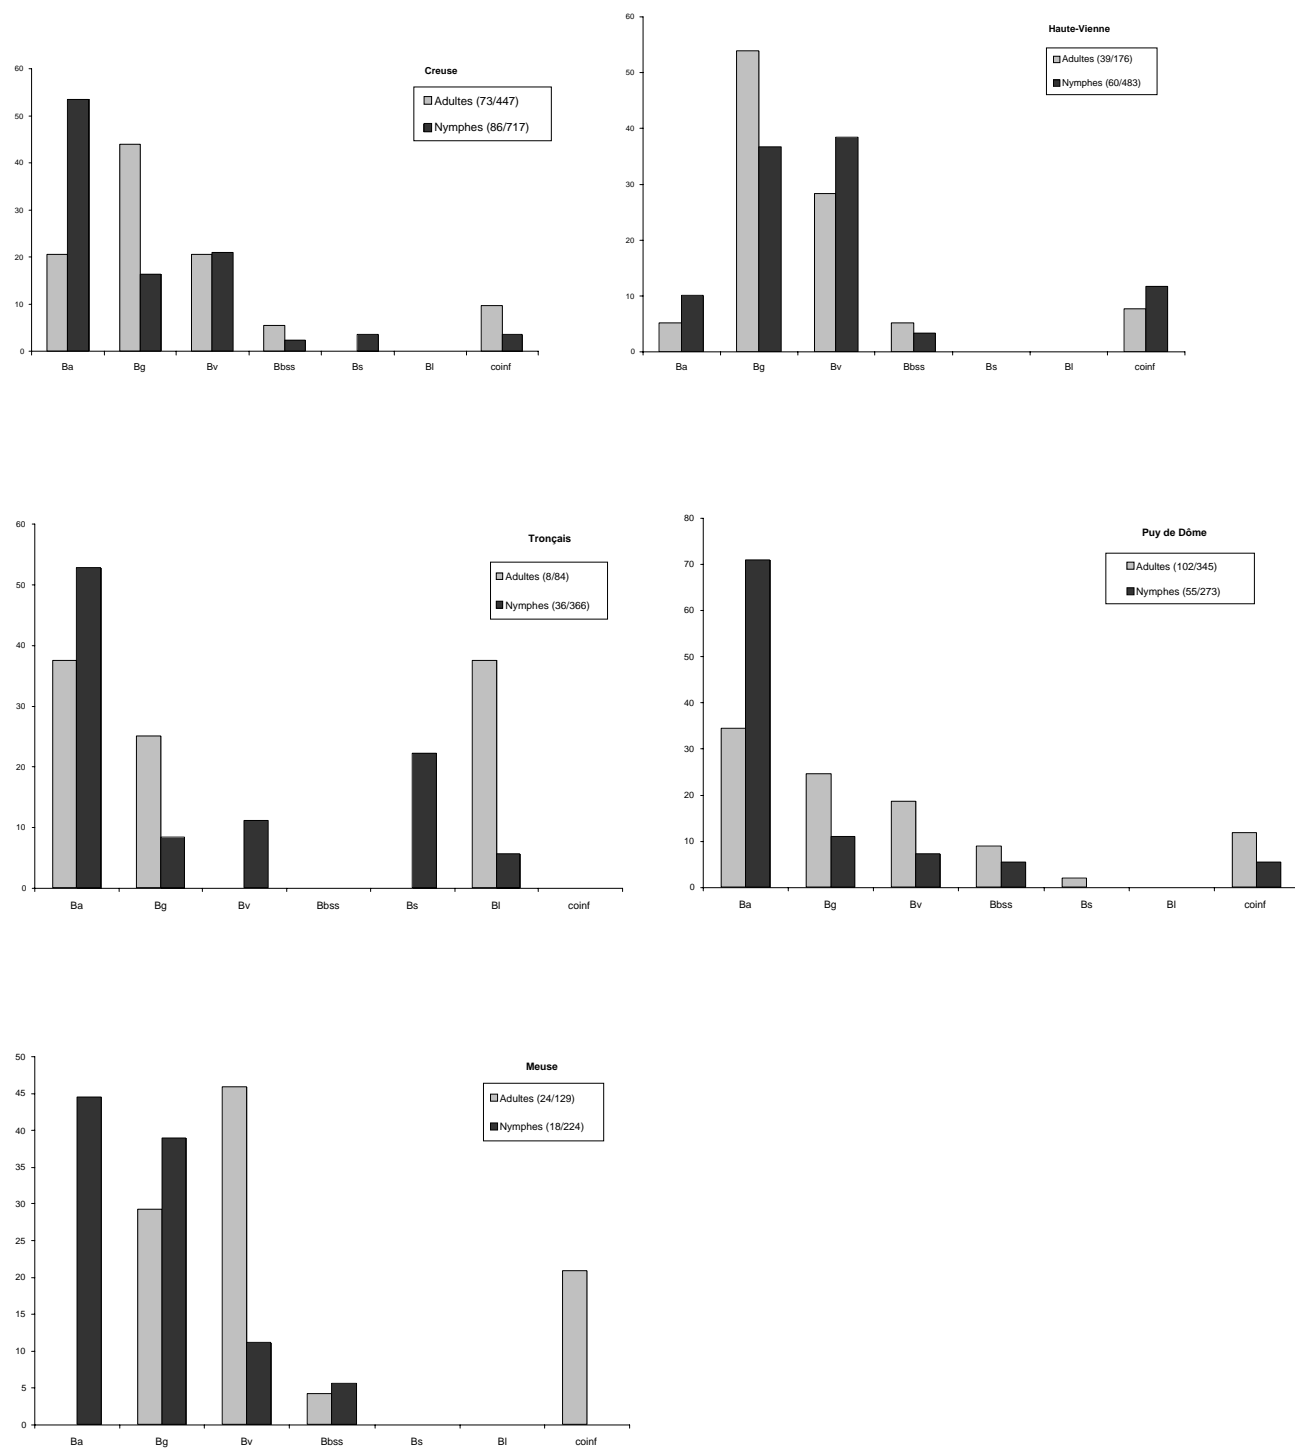 Creuse
Adultes (73/447)
Nymphes (86/717)
60
50
40
30
20
10
0
Ba Bg Bv Bbss Bs Bl coinf
Haute-Vienne
Adultes (39/176)
Nymphes (60/483)
60
50
40
30
20
10
0
Ba Bg Bv Bbss Bs Bl coinf
Tronçais
Adultes (8/84)
Nymphes (36/366)
60
50
40
30
20
10
0
Ba Bg Bv Bbss Bs Bl coinf
Puy de Dôme
Adultes (102/345)
Nymphes (55/273)
80
70
60
50
40
30
20
10
0
Ba Bg Bv Bbss Bs Bl coinf
Meuse
Adultes (24/129)
Nymphes (18/224)
50
45
40
35
30
25
20
15
10
5
0
Ba Bg Bv Bbss Bs Bl coinf